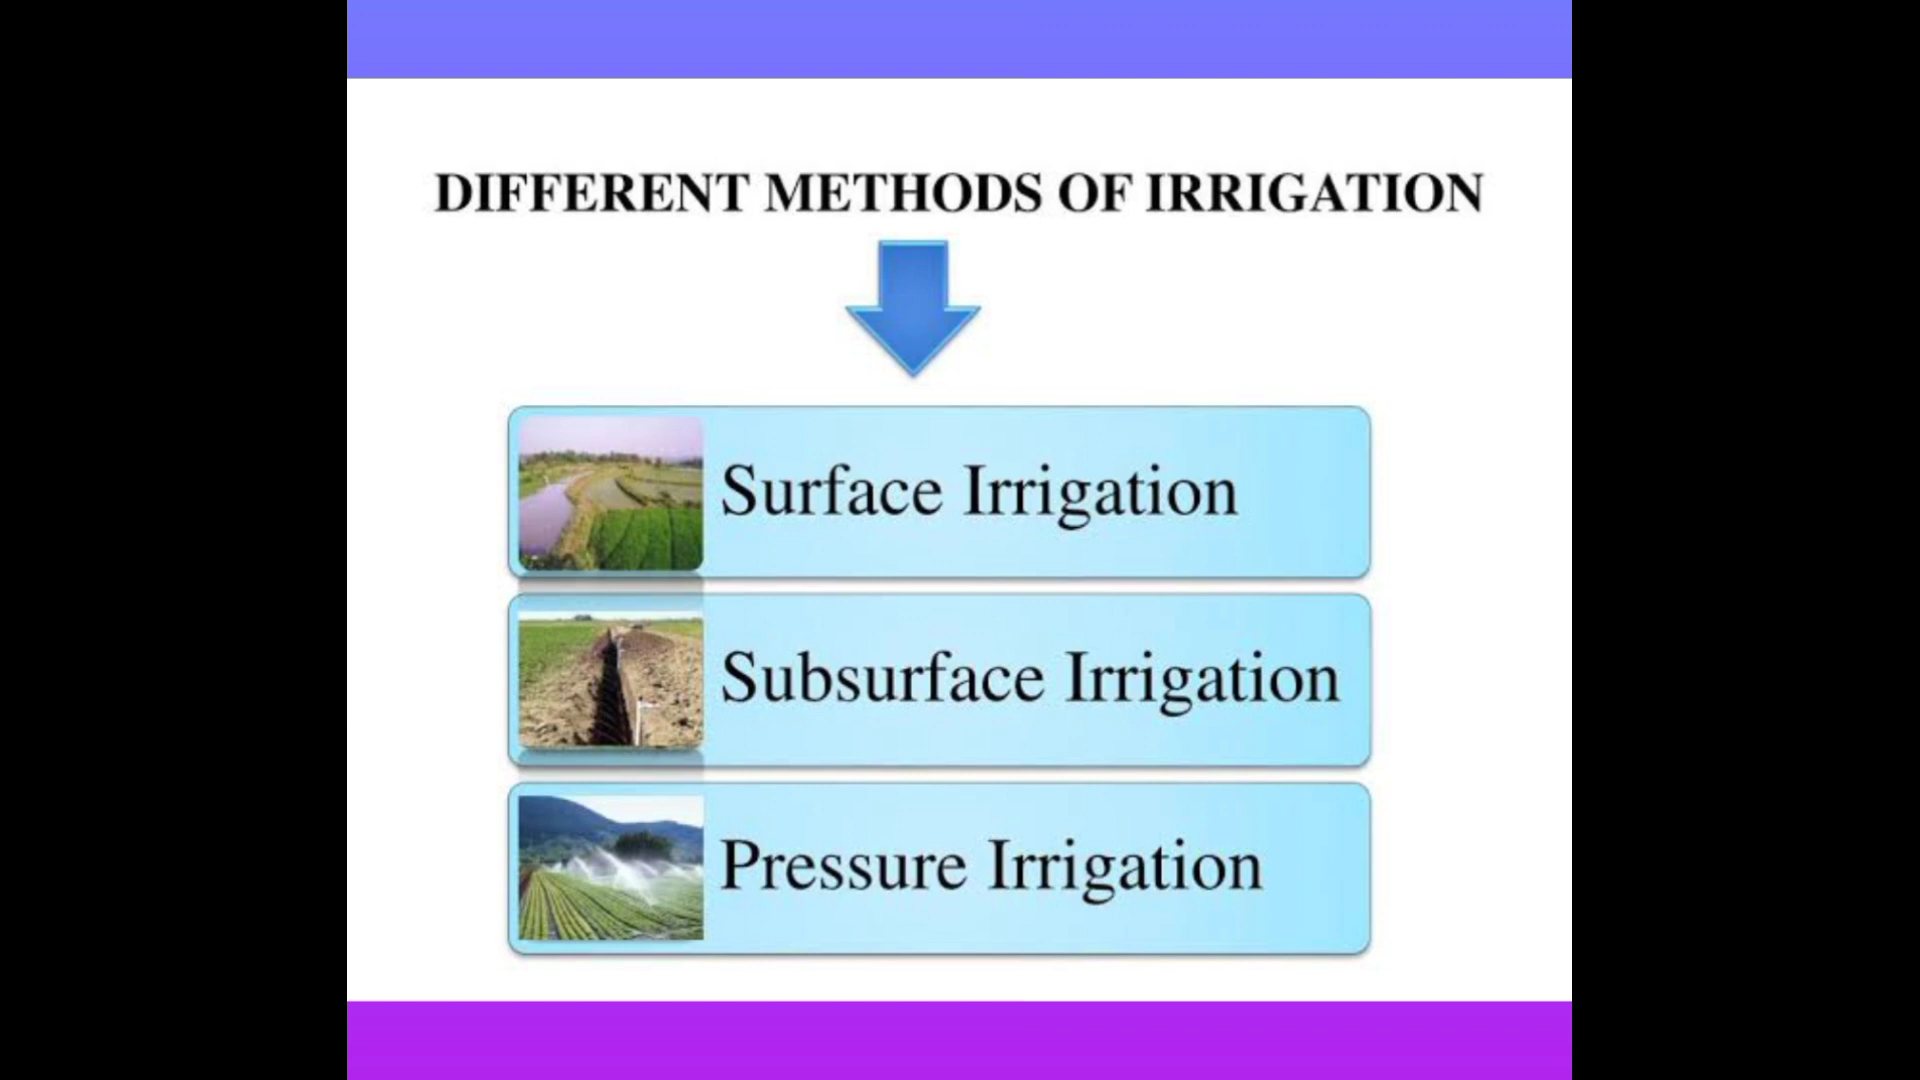 DIFFERENT METHODS OF IRRIGATION
Surface Irrigation
Subsurface Irrigation
Pressure Irrigation